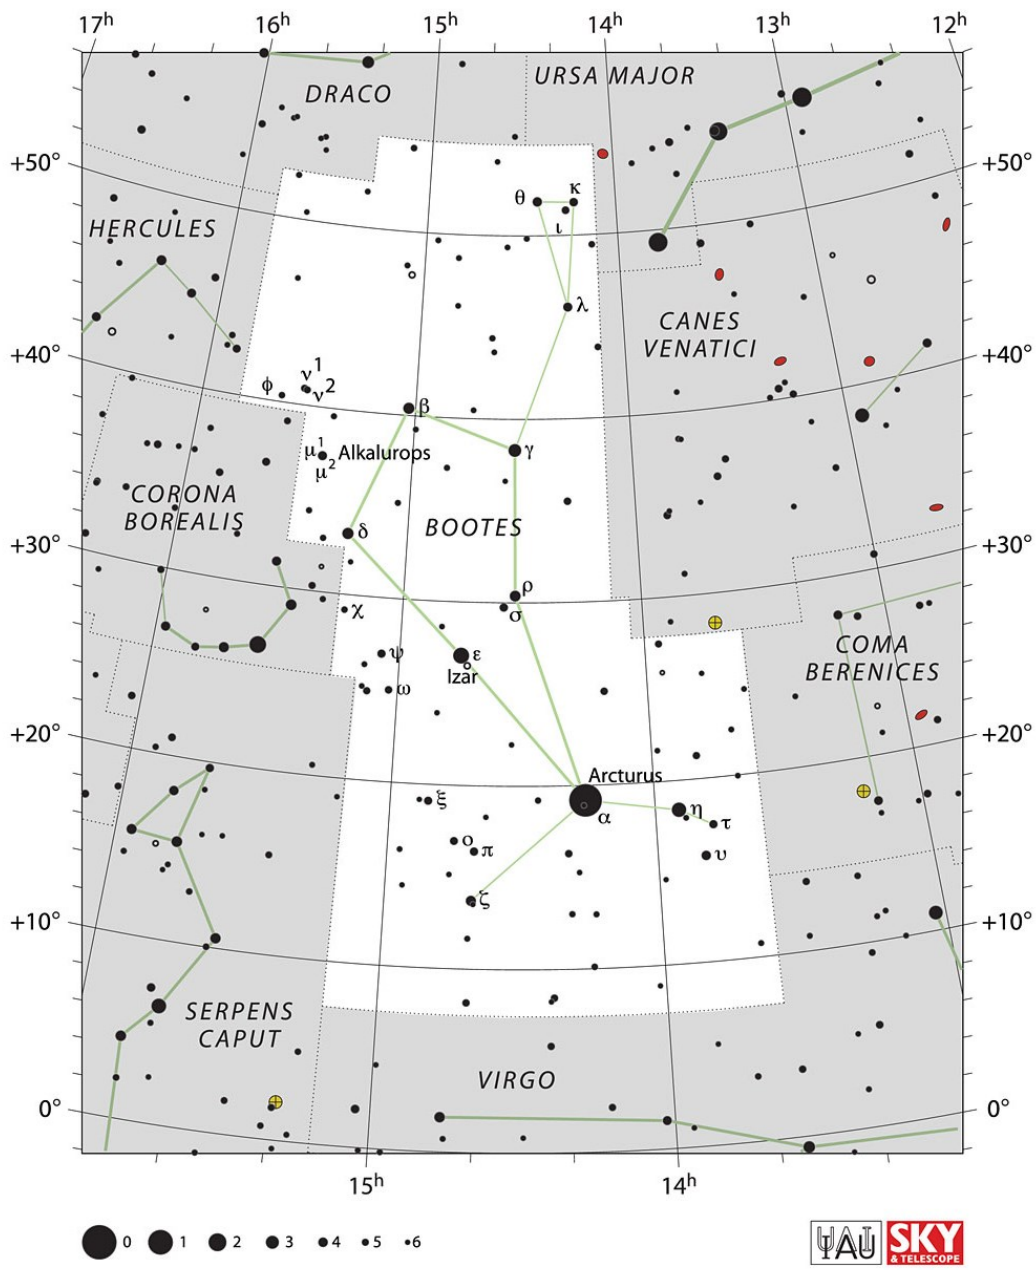 17h 16h 15h 14h 13h 12h
DRACO
URSA MAJOR
+50° +50°
θ κ
ι
HERCULES
λ
CANES
VENATICI
+40° +40°
ν1
φ ν2
β
μ1 Alkalurops
μ2
γ
CORONA
BOREALIS
BOOTES
δ
+30° +30°
ρ
σ
χ
COMA
BERENICES
ψ ε
Izar
ω
+20° +20°
Arcturus
ξ α η τ
ο π υ
ζ
+10° +10°
SERPENS
CAPUT
VIRGO
0° 0°
15h 14h
0 1 2 3 4 5 6
IAU
SKY
& TELESCOPE